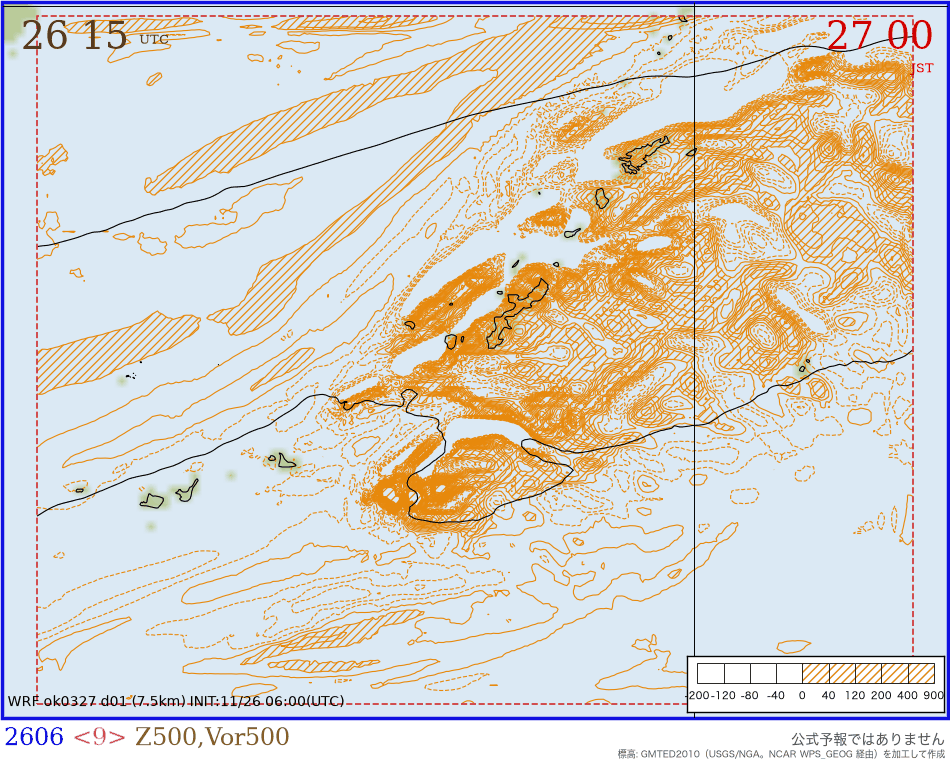 26 15 UTC
27 00
JST
WRF ok0327 d01 (7.5km) INIT:11/26 06:00(UTC)
-200 -120 -80 -40 0 40 120 200 400 900
2606 <9> Z500,Vor500
公式予報ではありません
標高: GMTED2010（USGS/NGA。NCAR WPS_GEOG 経由）を加工して作成